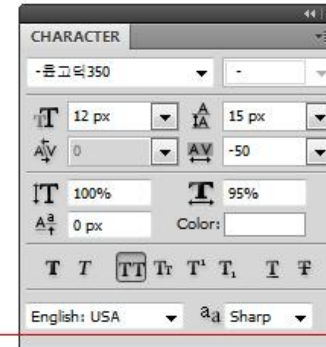 CHARACTER
-윤고딕350 -
12 px 15 px
0 -50
100% 95%
0 px Color:
T T TT Tт T¹ T₁ T T
English: USA aa Sharp